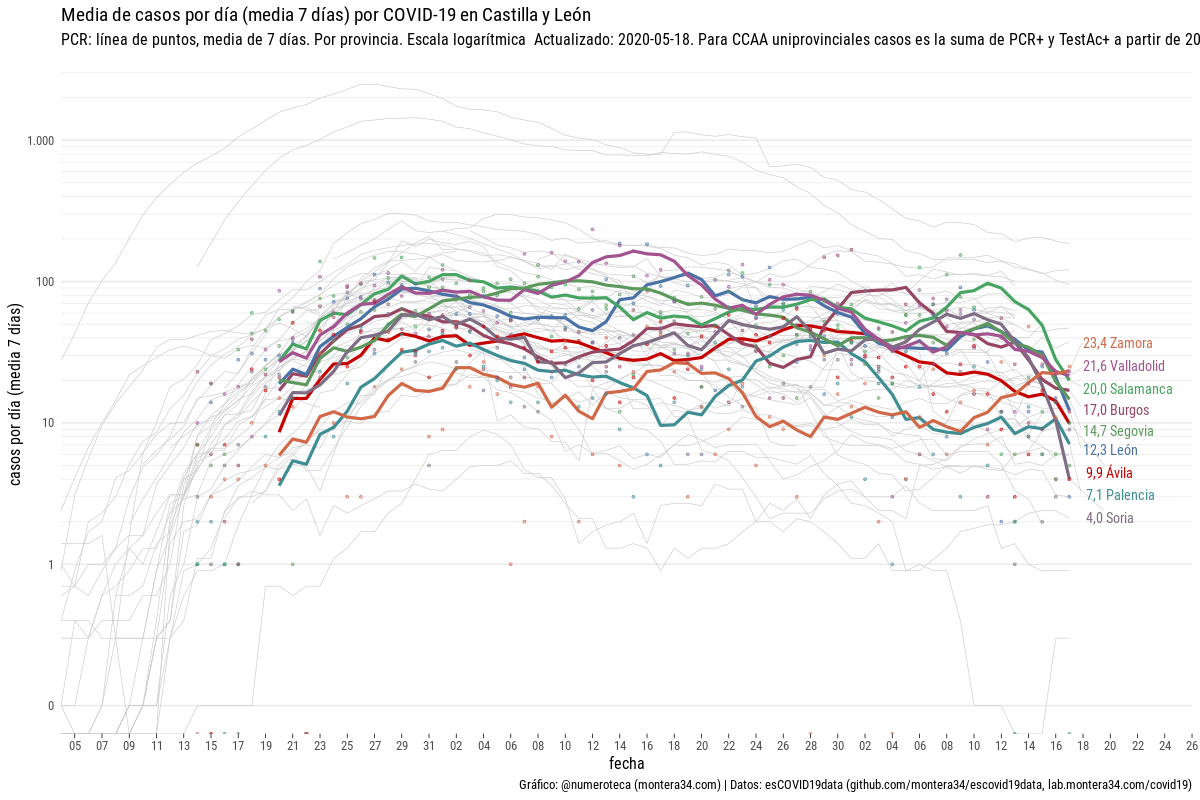 Media de casos por día (media 7 días) por COVID-19 en Castilla y León
PCR: línea de puntos, media de 7 días. Por provincia. Escala logarítmica  Actualizado: 2020-05-18. Para CCAA uniprovinciales casos es la suma de PCR+ y TestAc+ a partir de 20
casos por día (media 7 días)
1.000
100
10
1
0
23,4 Zamora
21,6 Valladolid
20,0 Salamanca
17,0 Burgos
14,7 Segovia
12,3 León
9,9 Ávila
7,1 Palencia
4,0 Soria
05 07 09 11 13 15 17 19 21 23 25 27 29 31 02 04 06 08 10 12 14 16 18 20 22 24 26 28 30 02 04 06 08 10 12 14 16 18 20 22 24 26
fecha
Gráfico: @numeroteca (montera34.com) | Datos: esCOVID19data (github.com/montera34/escovid19data, lab.montera34.com/covid19)